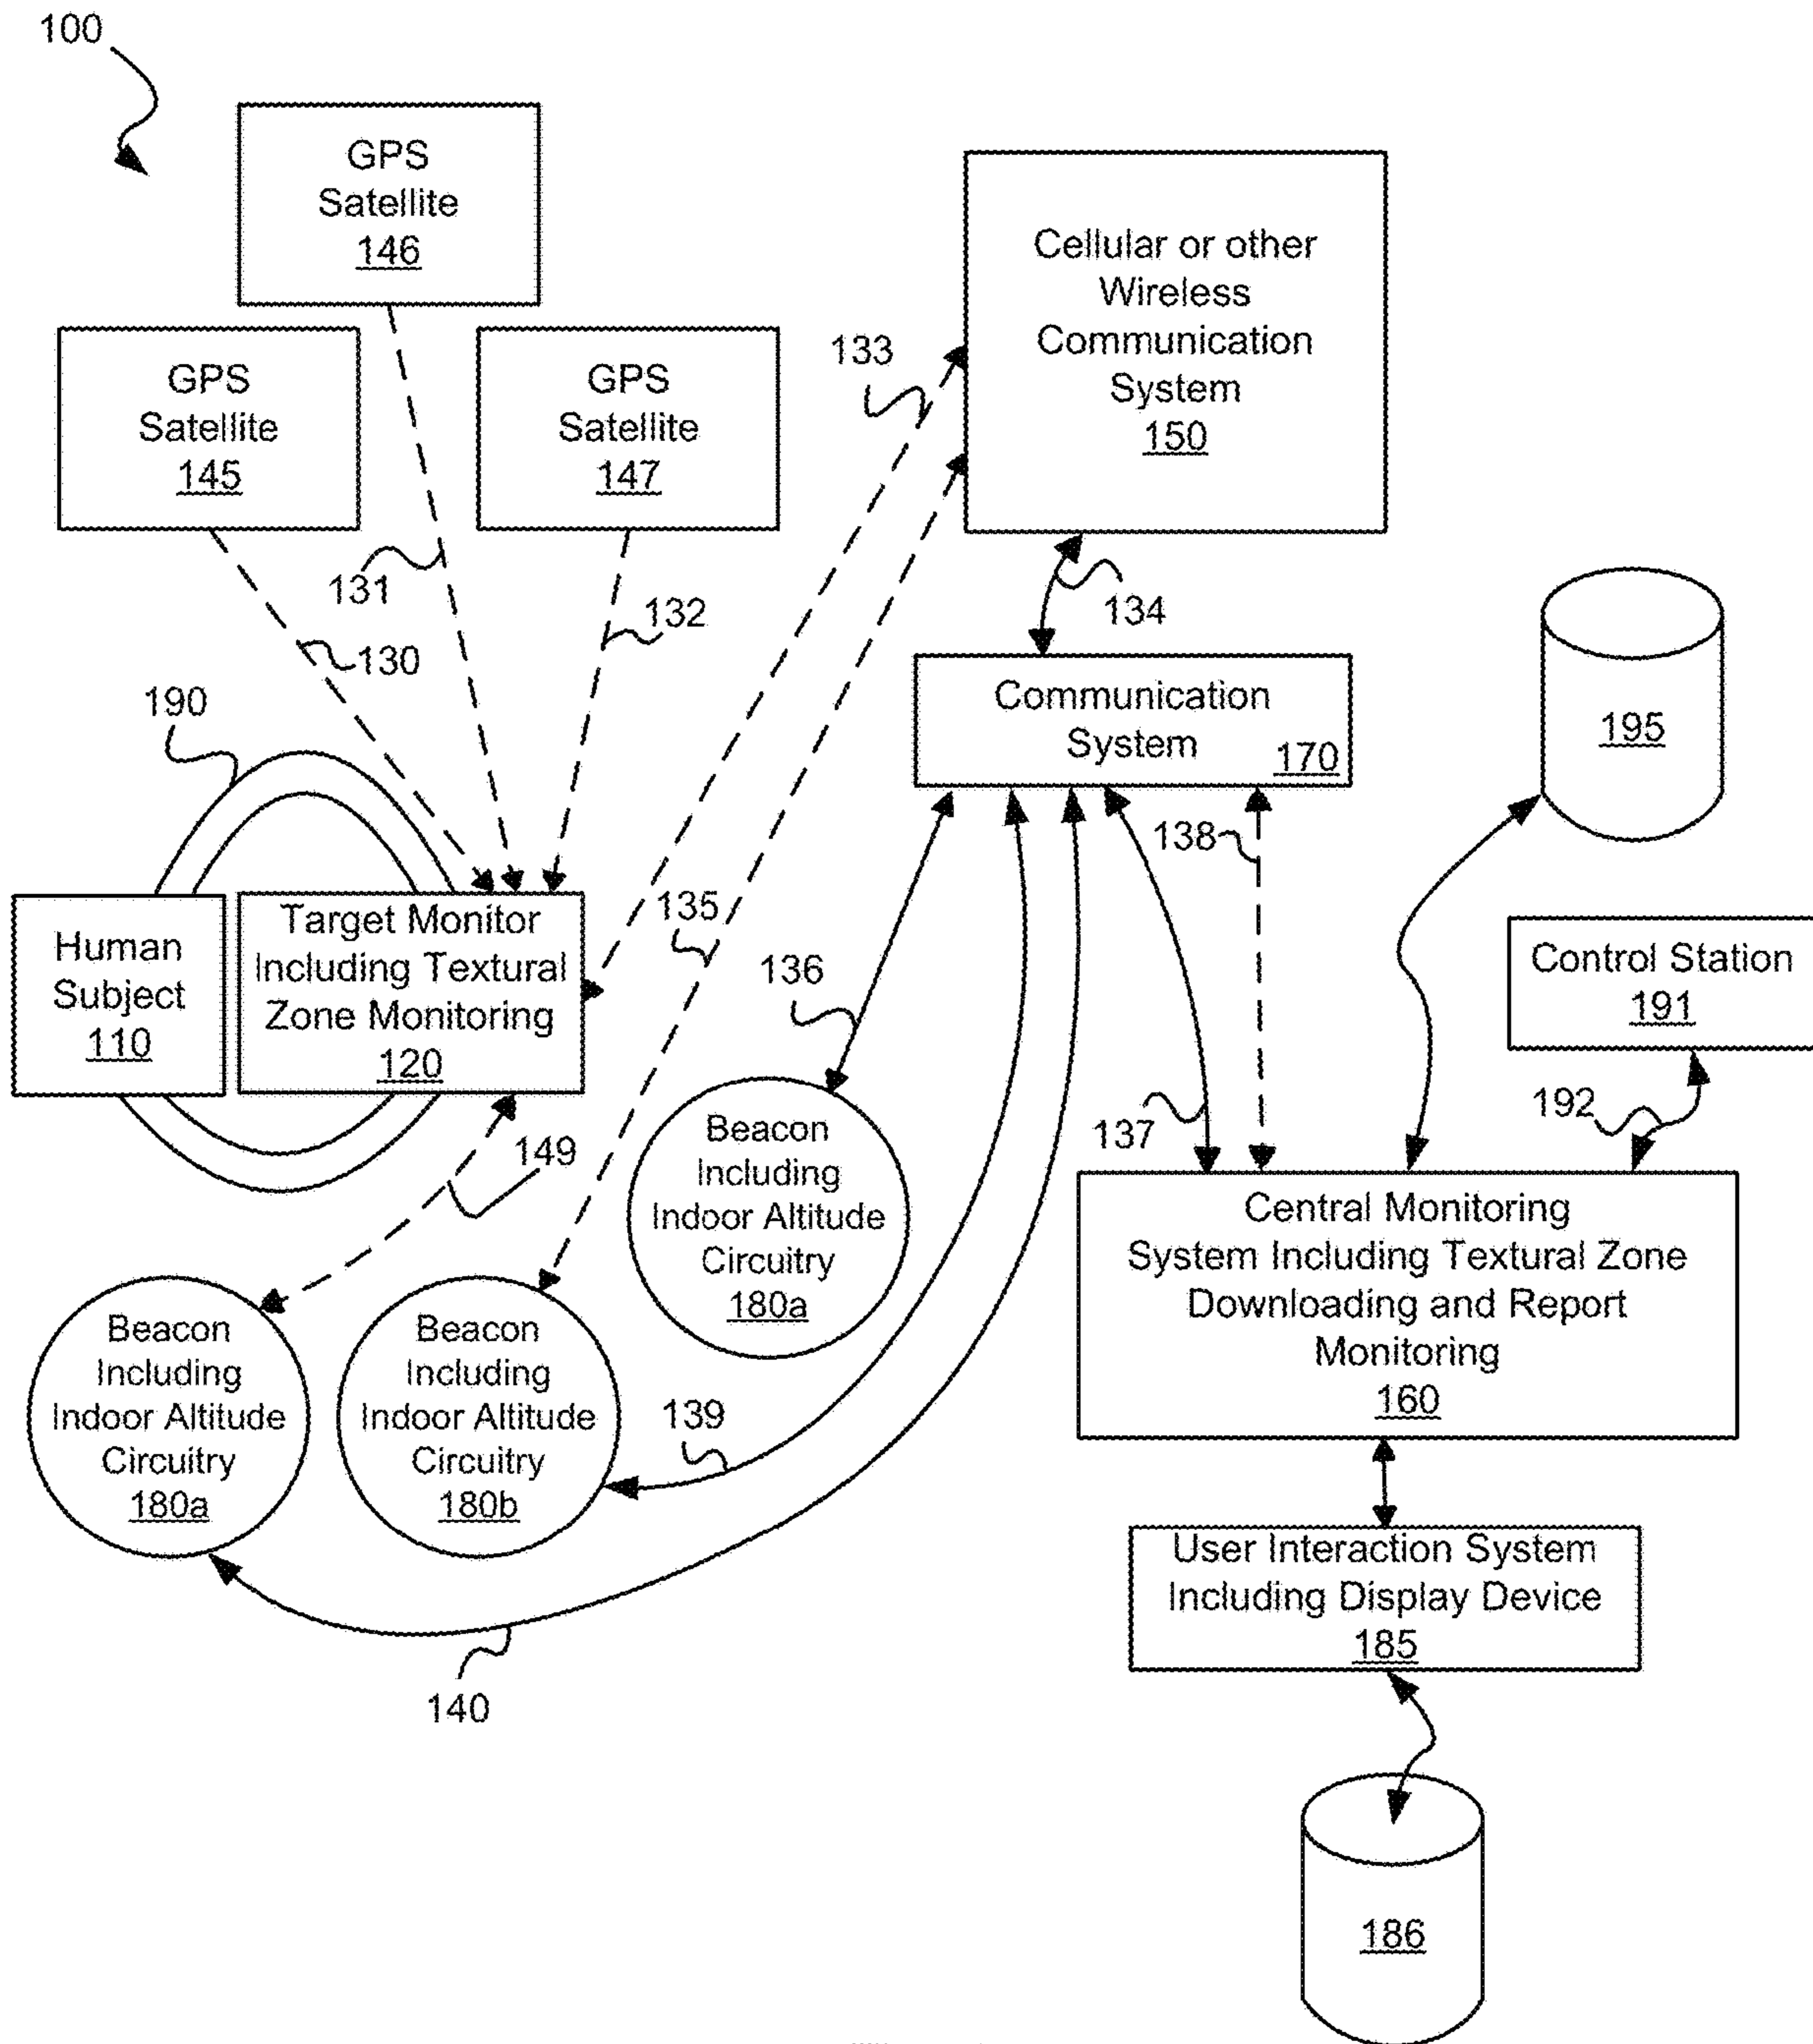 100
GPS
Satellite
146
GPS
Satellite
145
GPS
Satellite
147
Cellular or other
Wireless
Communication
System
150
133
131
132
130
134
190
Communication
System
170
195
138
Human
Subject
110
Target Monitor
Including Textural
Zone Monitoring
120
135
136
Control Station
191
137
192
149
Beacon
Including
Indoor Altitude
Circuitry
180a
Central Monitoring
System Including Textural Zone
Downloading and Report
Monitoring
160
Beacon
Including
Indoor Altitude
Circuitry
180a
Beacon
Including
Indoor Altitude
Circuitry
180b
139
140
User Interaction System
Including Display Device
185
186